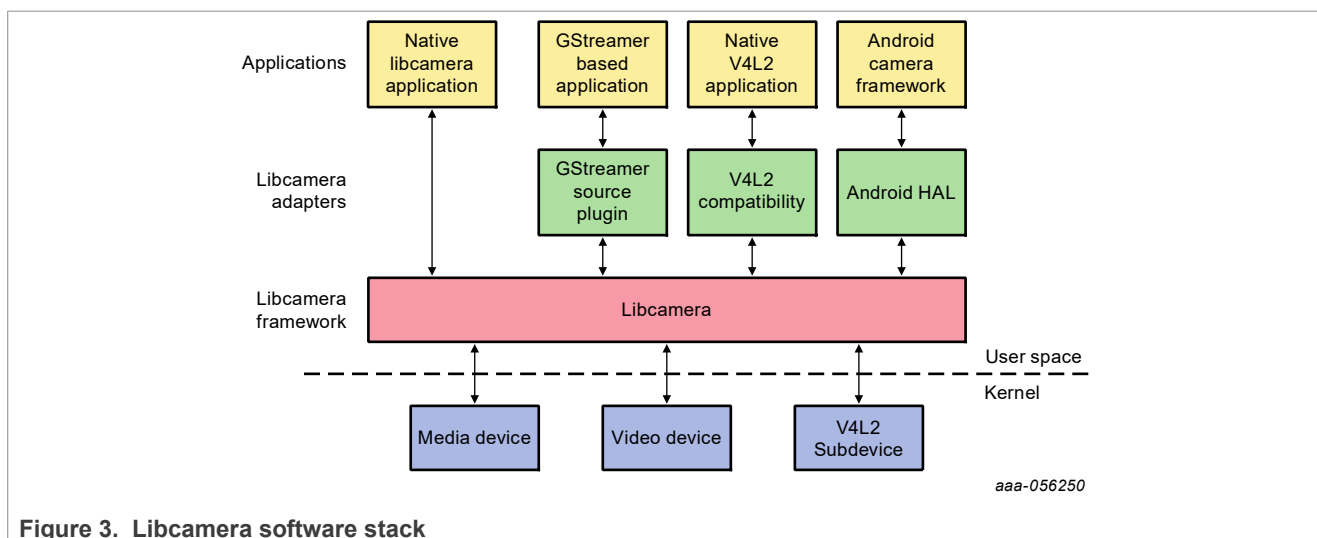 Applications
Native
libcamera
application
GStreamer
based
application
Native
V4L2
application
Android
camera
framework
Libcamera
adapters
GStreamer
source
plugin
V4L2
compatibility
Android HAL
Libcamera
framework
Libcamera
User space
Kernel
Media device
Video device
V4L2
Subdevice
aaa-056250
Figure 3. Libcamera software stack